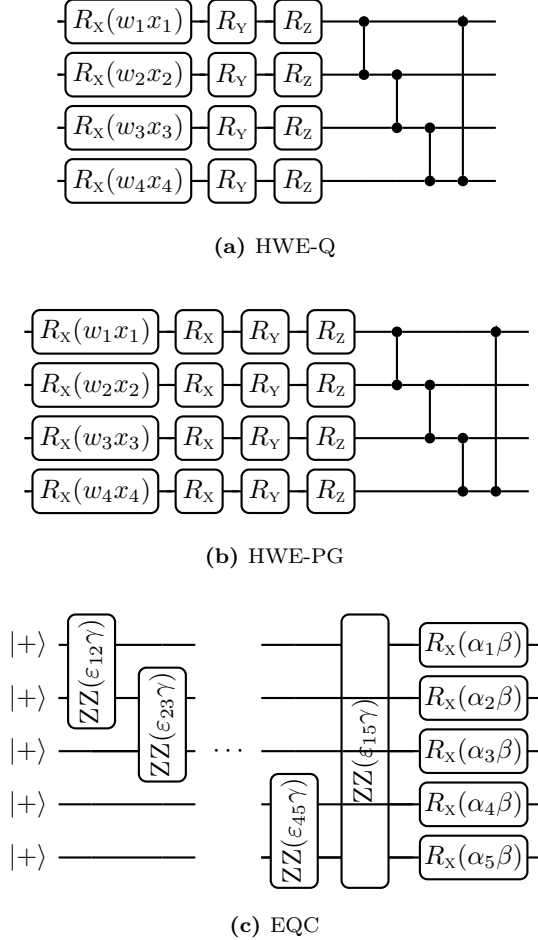 R_X(w_1x_1) R_Y R_Z
R_X(w_2x_2) R_Y R_Z
R_X(w_3x_3) R_Y R_Z
R_X(w_4x_4) R_Y R_Z
(a) HWE-Q
R_X(w_1x_1) R_X R_Y R_Z
R_X(w_2x_2) R_X R_Y R_Z
R_X(w_3x_3) R_X R_Y R_Z
R_X(w_4x_4) R_X R_Y R_Z
(b) HWE-PG
|+⟩ ZZ(ε_12γ) ZZ(ε_15γ) R_X(α_1β)
|+⟩ ZZ(ε_23γ) R_X(α_2β)
|+⟩ ··· R_X(α_3β)
|+⟩ ZZ(ε_45γ) R_X(α_4β)
|+⟩ R_X(α_5β)
(c) EQC